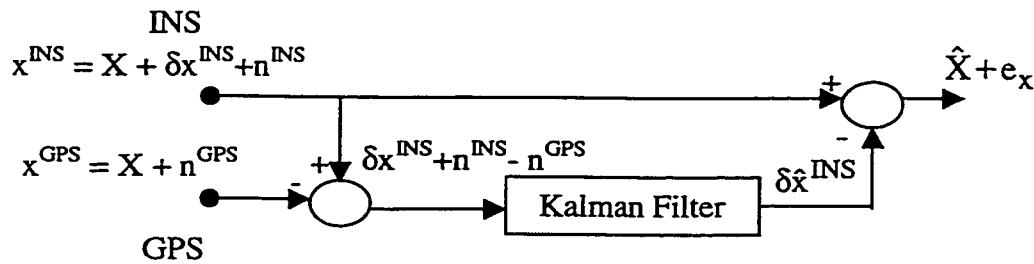 INS
x^INS = X + δx^INS+n^INS
X̂+e_x
+
-
x^GPS = X + n^GPS
+
-
δx^INS+n^INS- n^GPS
Kalman Filter
δx̂^INS
GPS